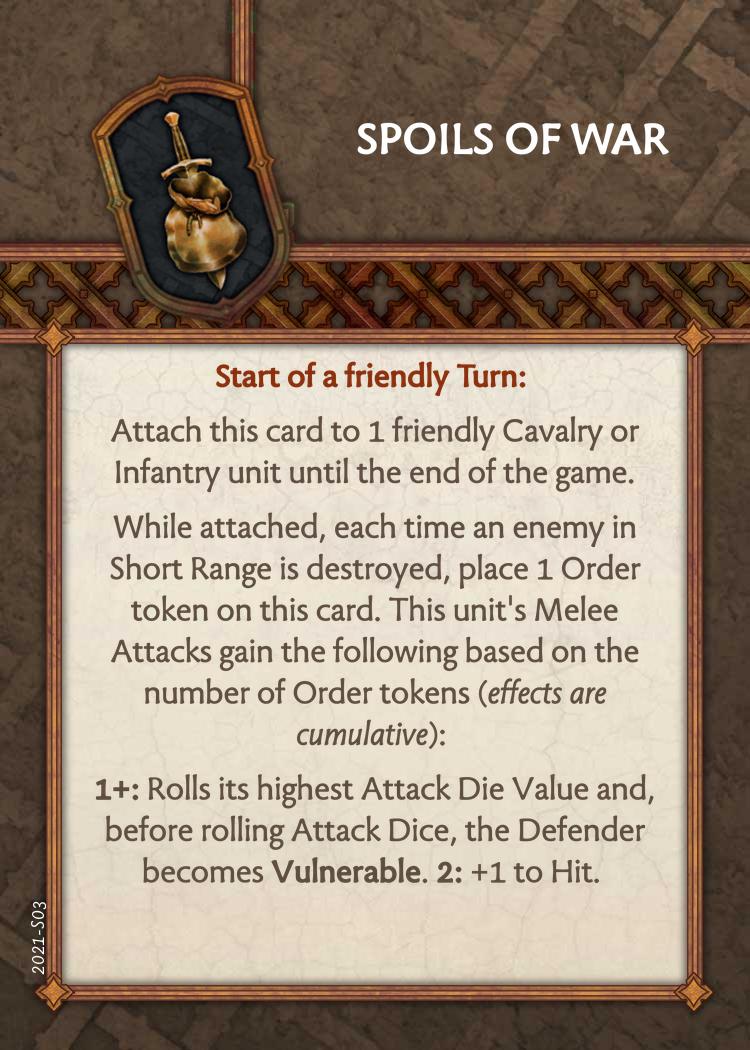 SPOILS OF WAR
Start of a friendly Turn:
Attach this card to 1 friendly Cavalry or
Infantry unit until the end of the game.
While attached, each time an enemy in
Short Range is destroyed, place 1 Order
token on this card. This unit's Melee
Attacks gain the following based on the
number of Order tokens (effects are
cumulative):
1+: Rolls its highest Attack Die Value and,
before rolling Attack Dice, the Defender
becomes Vulnerable. 2: +1 to Hit.
2021-S03